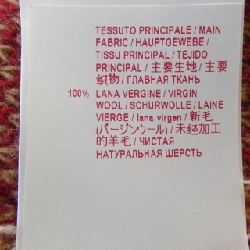 TESSUTO PRINCIPALE / MAIN
FABRIC / HAUPTGEWEBE /
TISSU PRINCIPAL / TEJIDO
PRINCIPAL / 主要生地 / 主要
织物 / ГЛАВНАЯ ТКАНЬ
100% LANA VERGINE / VIRGIN
WOOL / SCHURWOLLE / LAINE
VIERGE / lana virgen / 新毛
(バージンウール) / 未经加工
的羊毛 / ЧИСТАЯ
НАТУРАЛЬНАЯ ШЕРСТЬ